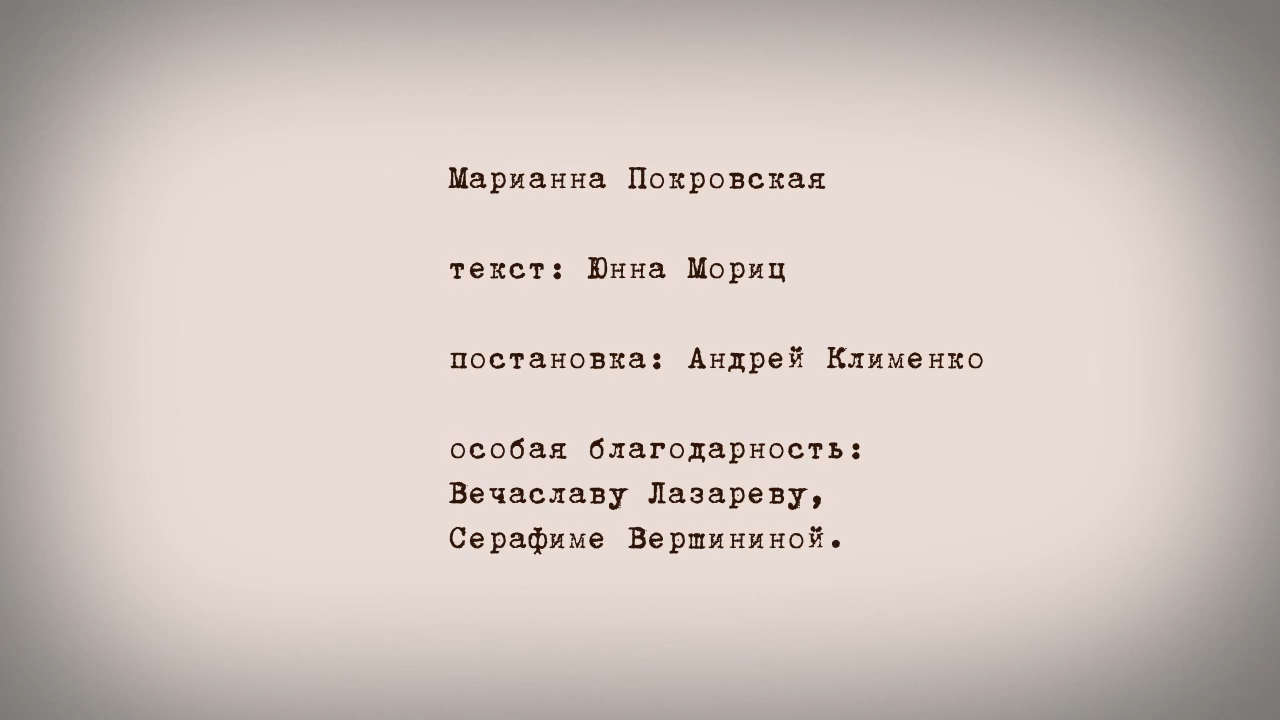 Марианна Покровская
текст: Юнна Мориц
постановка: Андрей Клименко
особая благодарность:
Вечаславу Лазареву,
Серафиме Вершининой.